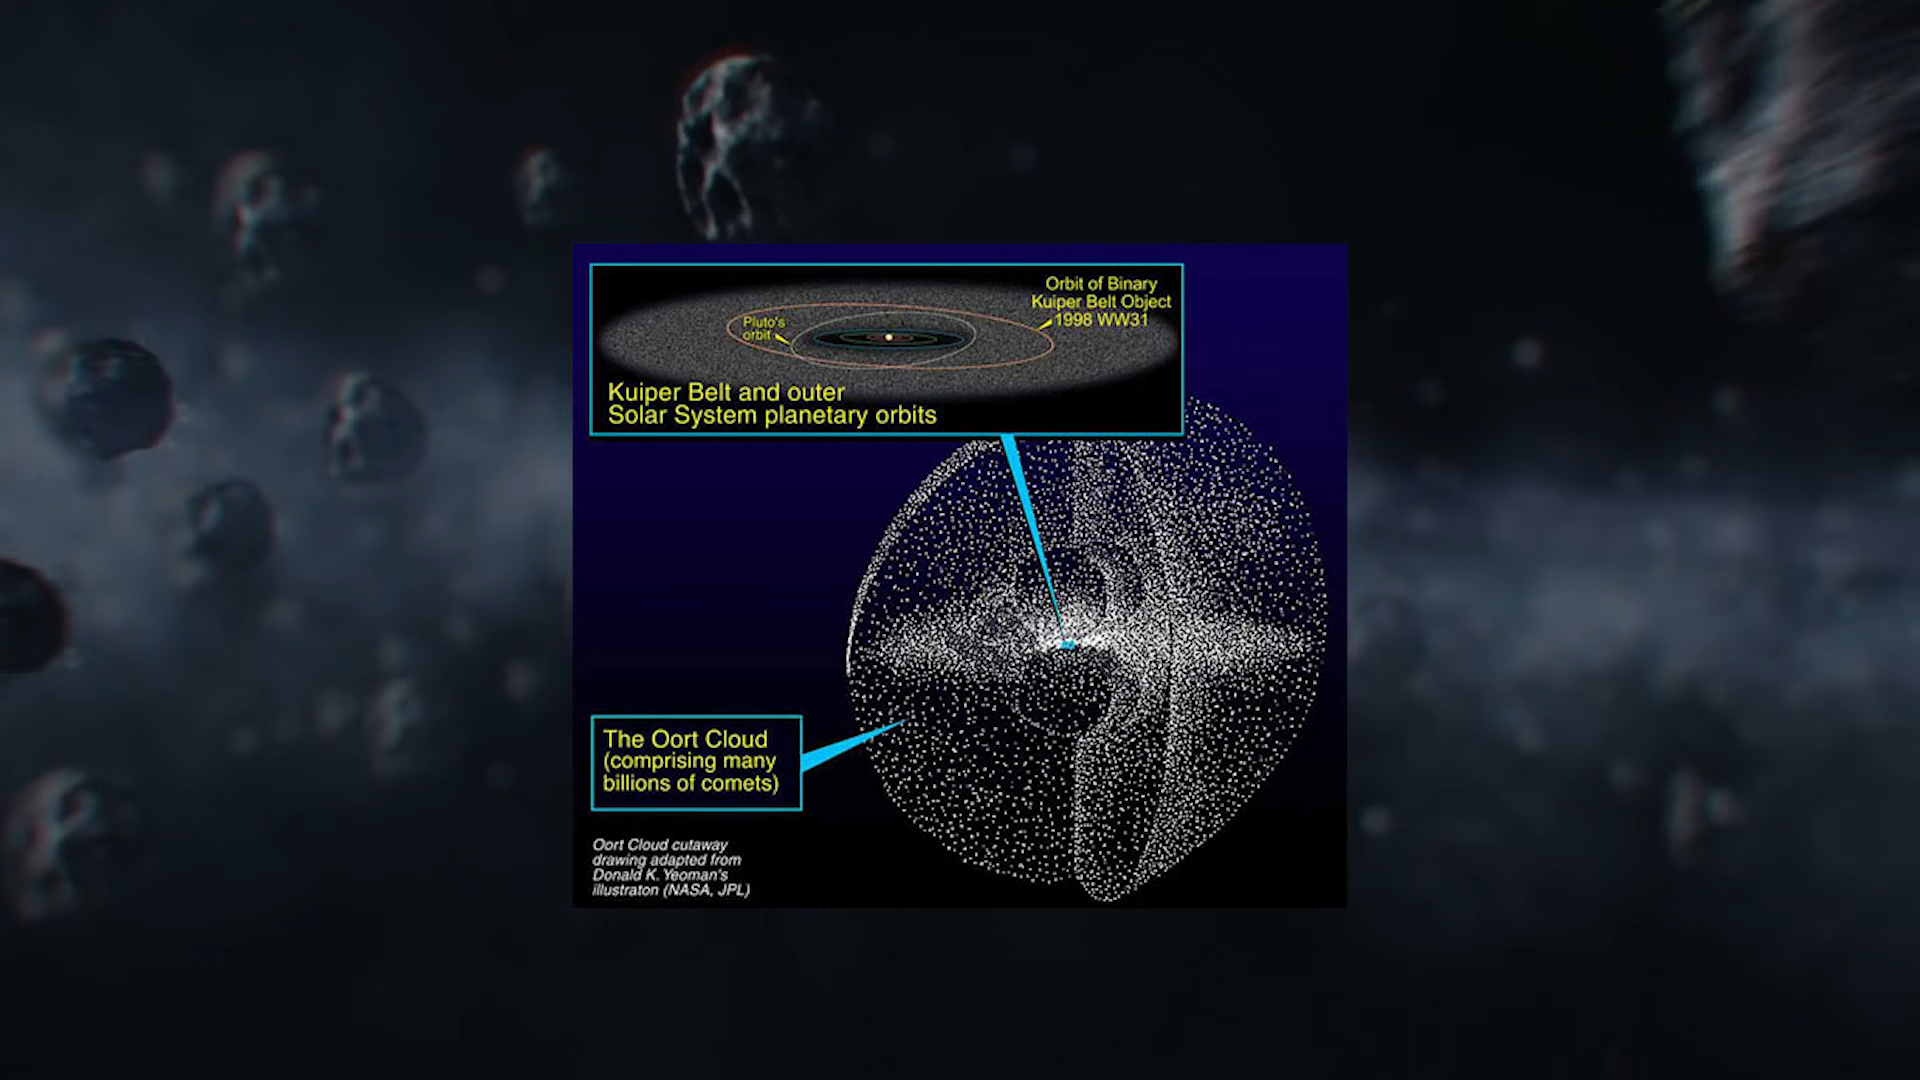 Orbit of Binary
Kuiper Belt Object
1998 WW31
Pluto's
orbit
Kuiper Belt and outer
Solar System planetary orbits
The Oort Cloud
(comprising many
billions of comets)
Oort Cloud cutaway
drawing adapted from
Donald K. Yeoman's
illustraton (NASA, JPL)